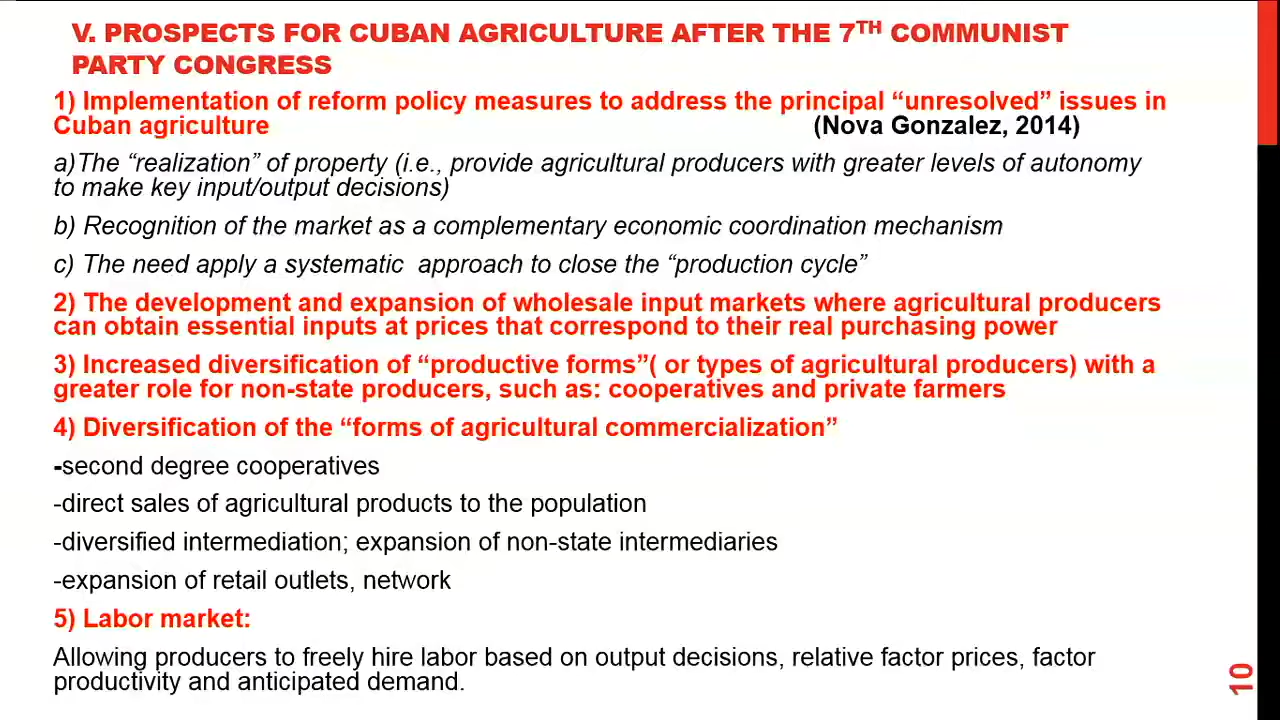 V. PROSPECTS FOR CUBAN AGRICULTURE AFTER THE 7TH COMMUNIST
PARTY CONGRESS
1) Implementation of reform policy measures to address the principal “unresolved” issues in
Cuban agriculture (Nova Gonzalez, 2014)
a)The “realization” of property (i.e., provide agricultural producers with greater levels of autonomy
to make key input/output decisions)
b) Recognition of the market as a complementary economic coordination mechanism
c) The need apply a systematic approach to close the “production cycle”
2) The development and expansion of wholesale input markets where agricultural producers
can obtain essential inputs at prices that correspond to their real purchasing power
3) Increased diversification of “productive forms”( or types of agricultural producers) with a
greater role for non-state producers, such as: cooperatives and private farmers
4) Diversification of the “forms of agricultural commercialization”
-second degree cooperatives
-direct sales of agricultural products to the population
-diversified intermediation; expansion of non-state intermediaries
-expansion of retail outlets, network
5) Labor market:
Allowing producers to freely hire labor based on output decisions, relative factor prices, factor
productivity and anticipated demand.
10